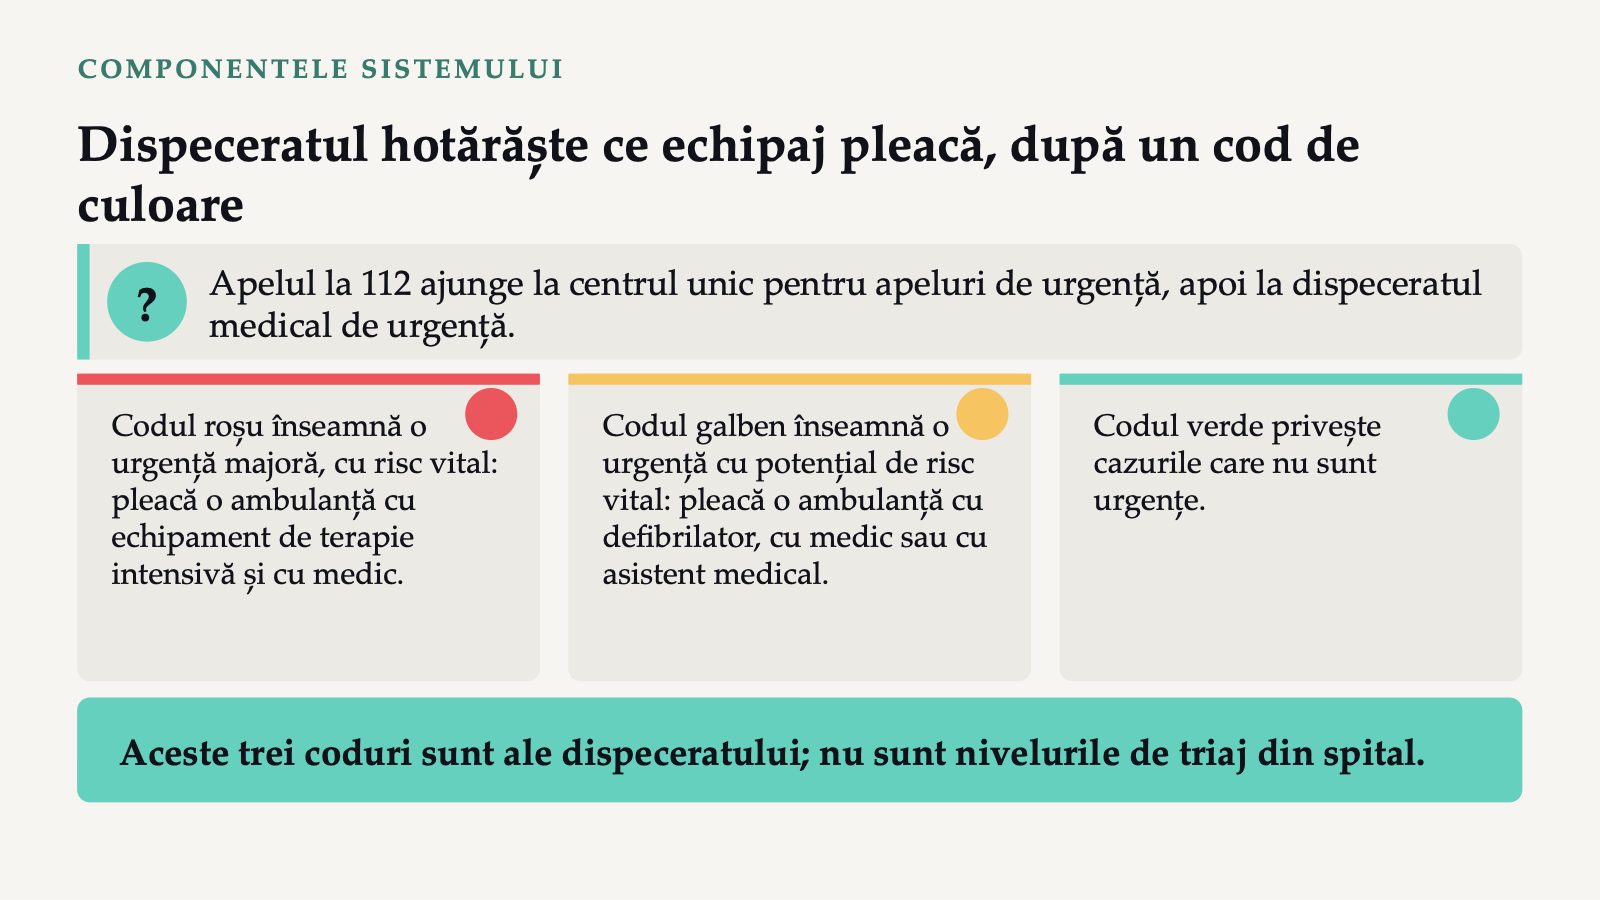 COMPONENTELE SISTEMULUI
Dispeceratul hotărăște ce echipaj pleacă, după un cod de
culoare
?
Apelul la 112 ajunge la centrul unic pentru apeluri de urgență, apoi la dispeceratul
medical de urgență.
Codul roșu înseamnă o
urgență majoră, cu risc vital:
pleacă o ambulanță cu
echipament de terapie
intensivă și cu medic.
Codul galben înseamnă o
urgență cu potențial de risc
vital: pleacă o ambulanță cu
defibrilator, cu medic sau cu
asistent medical.
Codul verde privește
cazurile care nu sunt
urgențe.
Aceste trei coduri sunt ale dispeceratului; nu sunt nivelurile de triaj din spital.